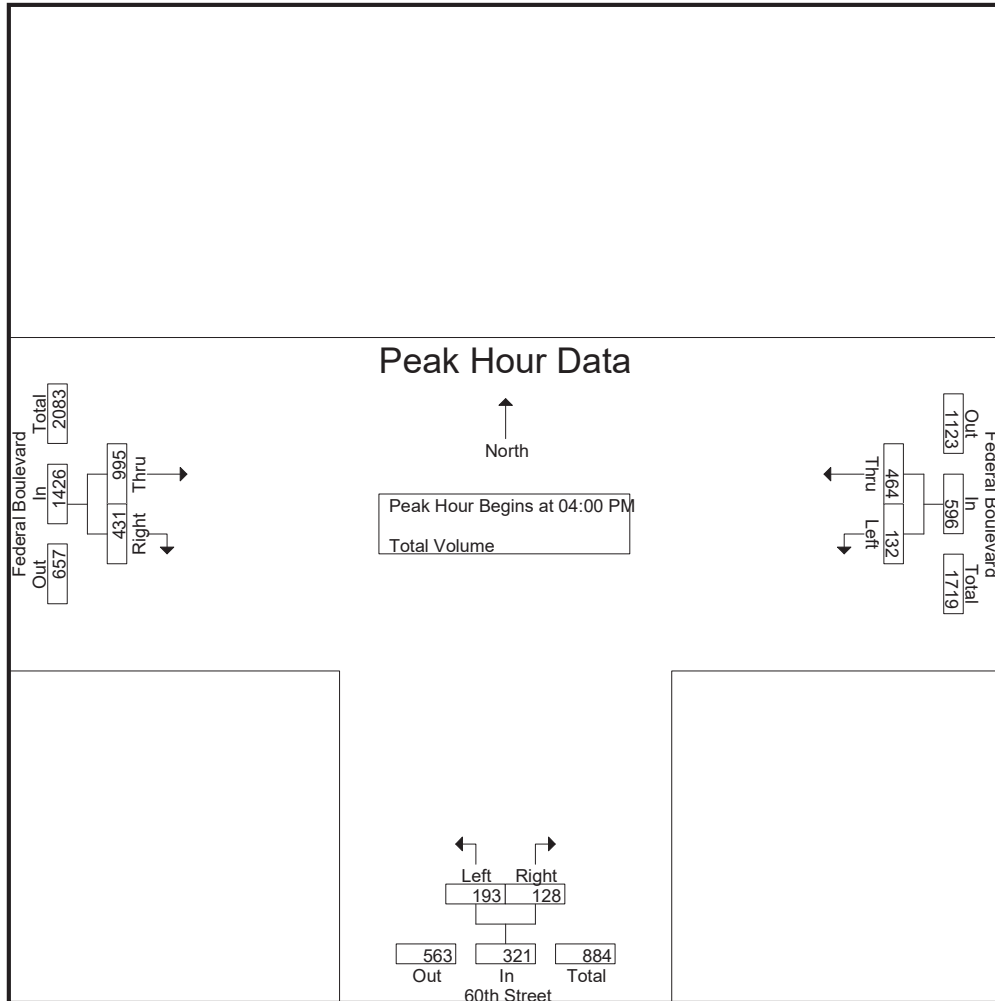 Peak Hour Data
North
Peak Hour Begins at 04:00 PM
Total Volume
Federal Boulevard
Out In Total
657 1426 2083
431 995
Right Thru
Federal Boulevard
Out In Total
1123 596 1719
464 132
Thru Left
Left Right
193 128
563 321 884
Out In Total
60th Street